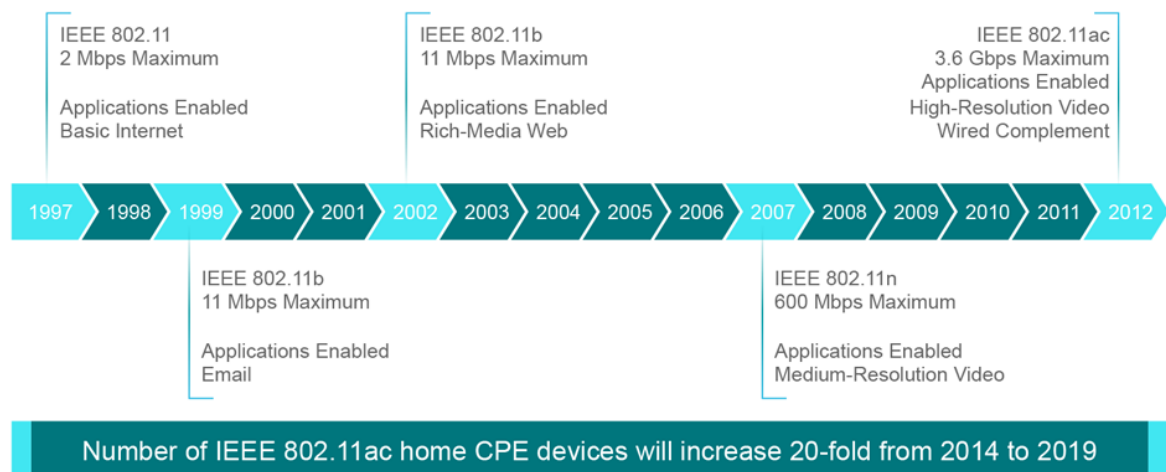 IEEE 802.11
2 Mbps Maximum
Applications Enabled
Basic Internet
IEEE 802.11b
11 Mbps Maximum
Applications Enabled
Rich-Media Web
IEEE 802.11ac
3.6 Gbps Maximum
Applications Enabled
High-Resolution Video
Wired Complement
1997
1998
1999
2000
2001
2002
2003
2004
2005
2006
2007
2008
2009
2010
2011
2012
IEEE 802.11b
11 Mbps Maximum
Applications Enabled
Email
IEEE 802.11n
600 Mbps Maximum
Applications Enabled
Medium-Resolution Video
Number of IEEE 802.11ac home CPE devices will increase 20-fold from 2014 to 2019